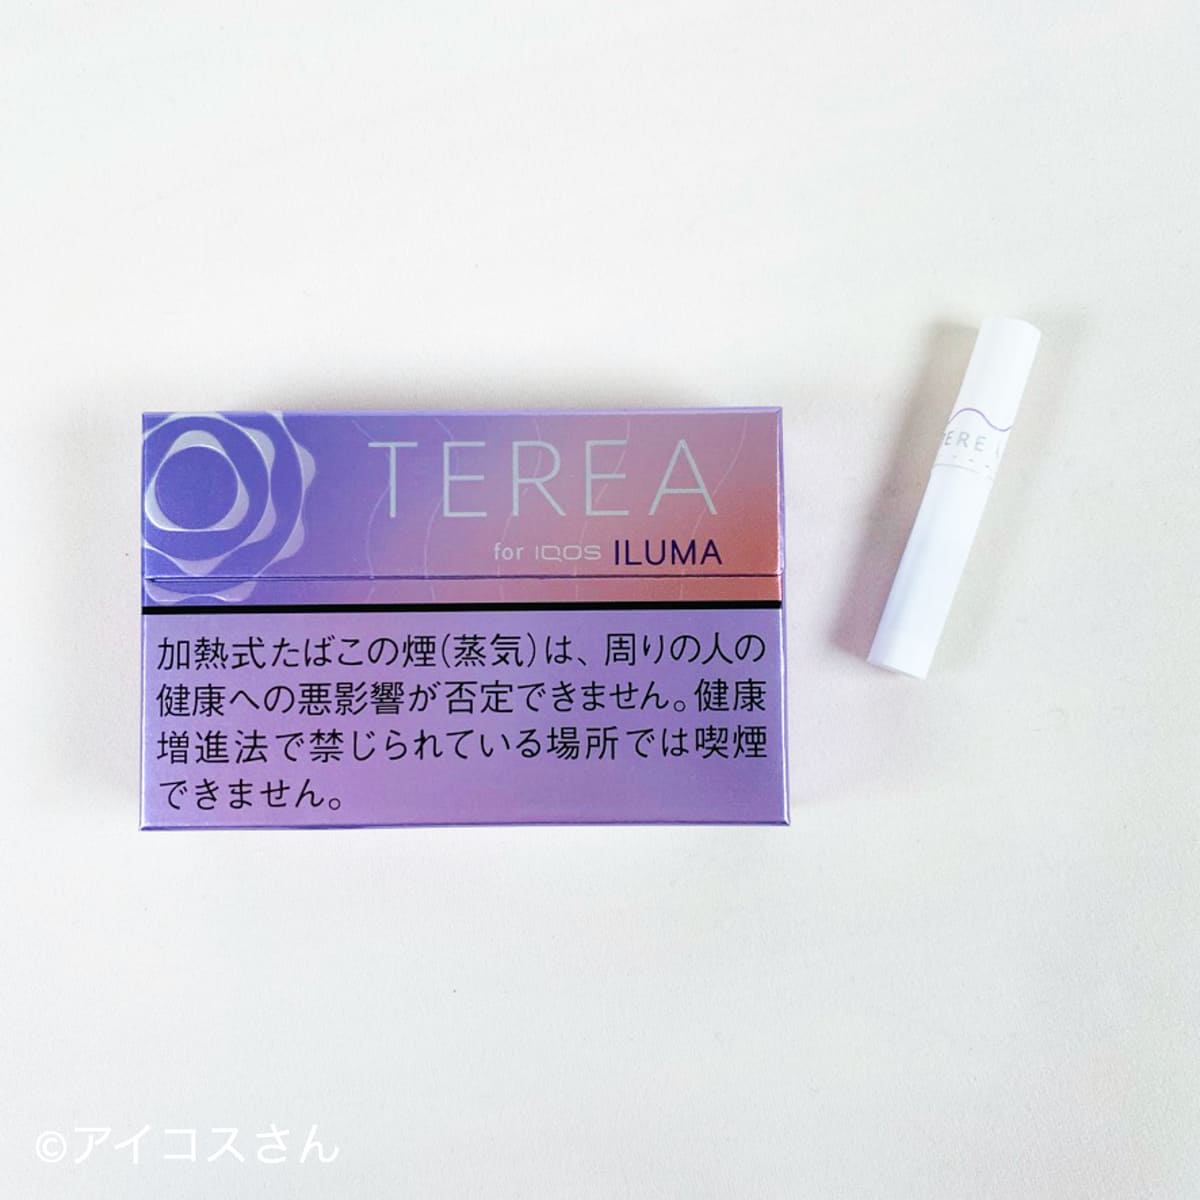 TEREA
for IQOS ILUMA
加熱式たばこの煙(蒸気)は、周りの人の
健康への悪影響が否定できません。健康
増進法で禁じられている場所では喫煙
できません。
TEREA
©アイコスさん